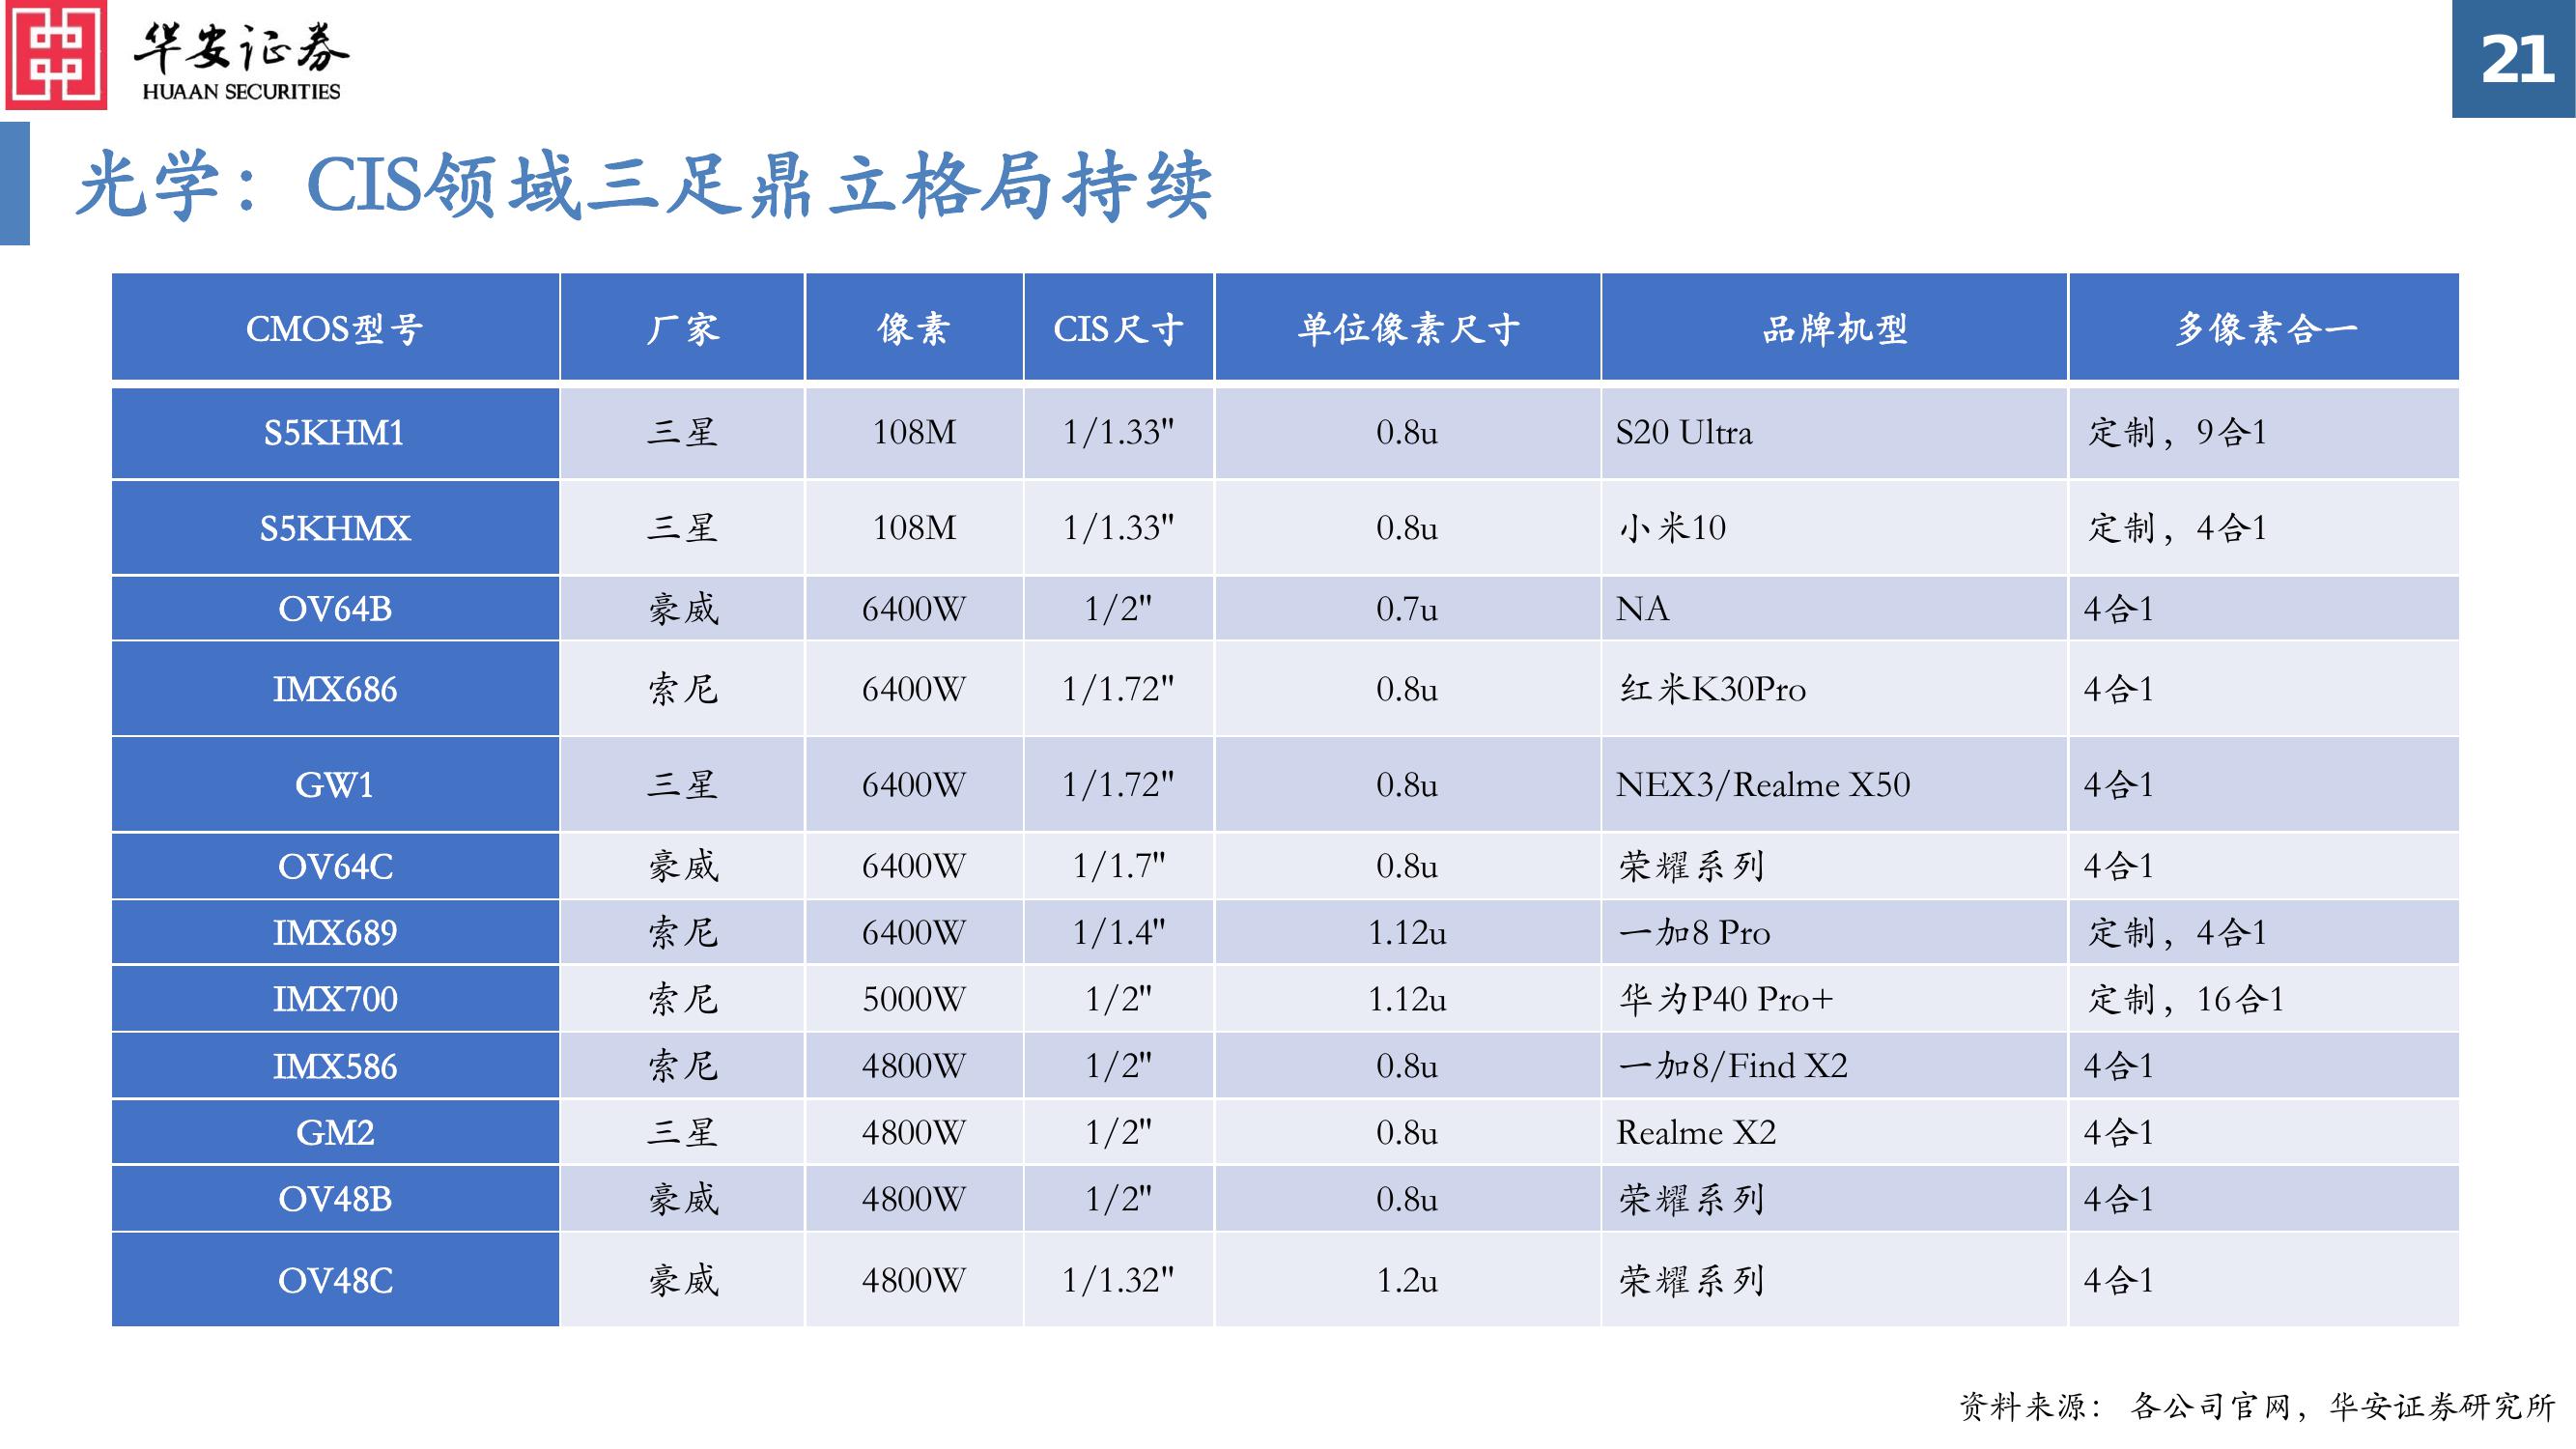 华安证券
HUAAN SECURITIES
21
光学：CIS领域三足鼎立格局持续
CMOS型号 厂家 像素 CIS尺寸 单位像素尺寸 品牌机型 多像素合一
S5KHM1 三星 108M 1/1.33" 0.8u S20 Ultra 定制，9合1
S5KHMX 三星 108M 1/1.33" 0.8u 小米10 定制，4合1
OV64B 豪威 6400W 1/2" 0.7u NA 4合1
IMX686 索尼 6400W 1/1.72" 0.8u 红米K30Pro 4合1
GW1 三星 6400W 1/1.72" 0.8u NEX3/Realme X50 4合1
OV64C 豪威 6400W 1/1.7" 0.8u 荣耀系列 4合1
IMX689 索尼 6400W 1/1.4" 1.12u 一加8 Pro 定制，4合1
IMX700 索尼 5000W 1/2" 1.12u 华为P40 Pro+ 定制，16合1
IMX586 索尼 4800W 1/2" 0.8u 一加8/Find X2 4合1
GM2 三星 4800W 1/2" 0.8u Realme X2 4合1
OV48B 豪威 4800W 1/2" 0.8u 荣耀系列 4合1
OV48C 豪威 4800W 1/1.32" 1.2u 荣耀系列 4合1
资料来源：各公司官网，华安证券研究所